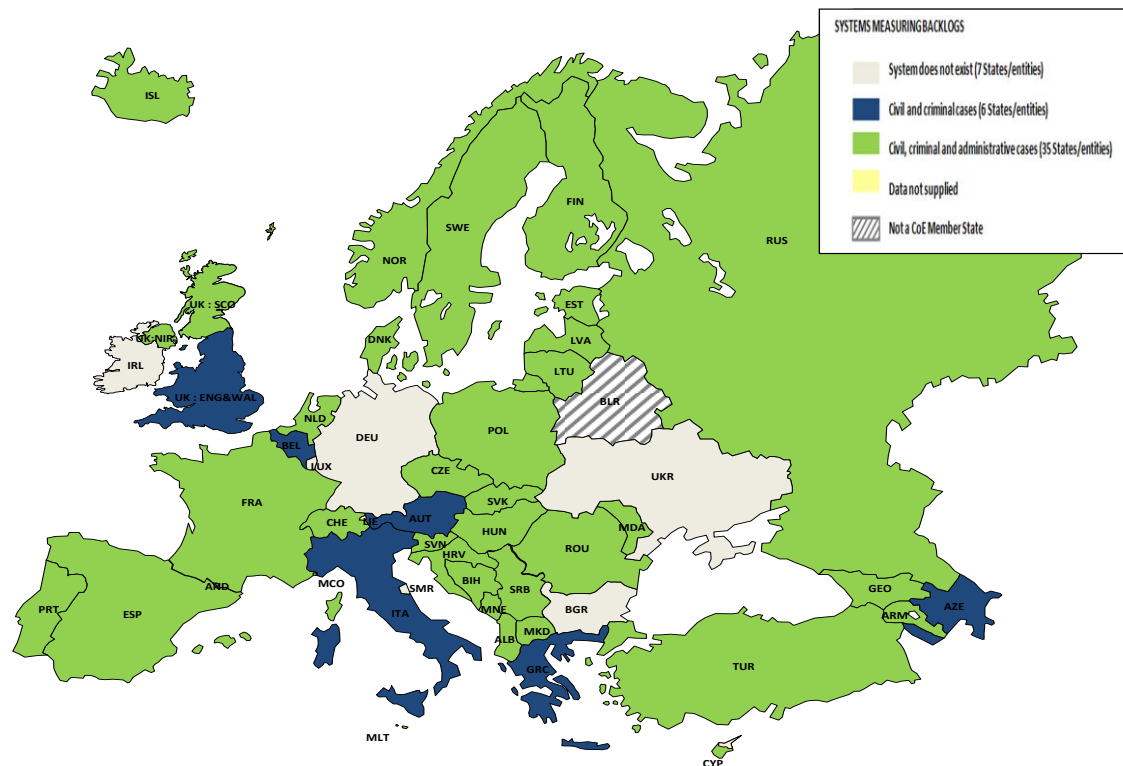 SYSTEMS MEASURING BACKLOGS
System does not exist (7 States/entities)
Civil and criminal cases (6 States/entities)
Civil, criminal and administrative cases (35 States/entities)
Data not supplied
Not a CoE Member State
ISL
FIN
SWE
RUS
NOR
UK : SCO
EST
UK:NIR
DNK
LVA
IRL
LTU
UK : ENG&WAL
BLR
NLD
POL
DEU
BEL
LUX
CZE
UKR
FRA
SVK
CHE
LIE
AUT
HUN
MDA
SVN
ROU
HRV
AND
MCO
SMR
BIH
SRB
GEO
PRT
ESP
ITA
MNE
BGR
ARM
AZE
ALB
MKD
GRC
TUR
MLT
CYP